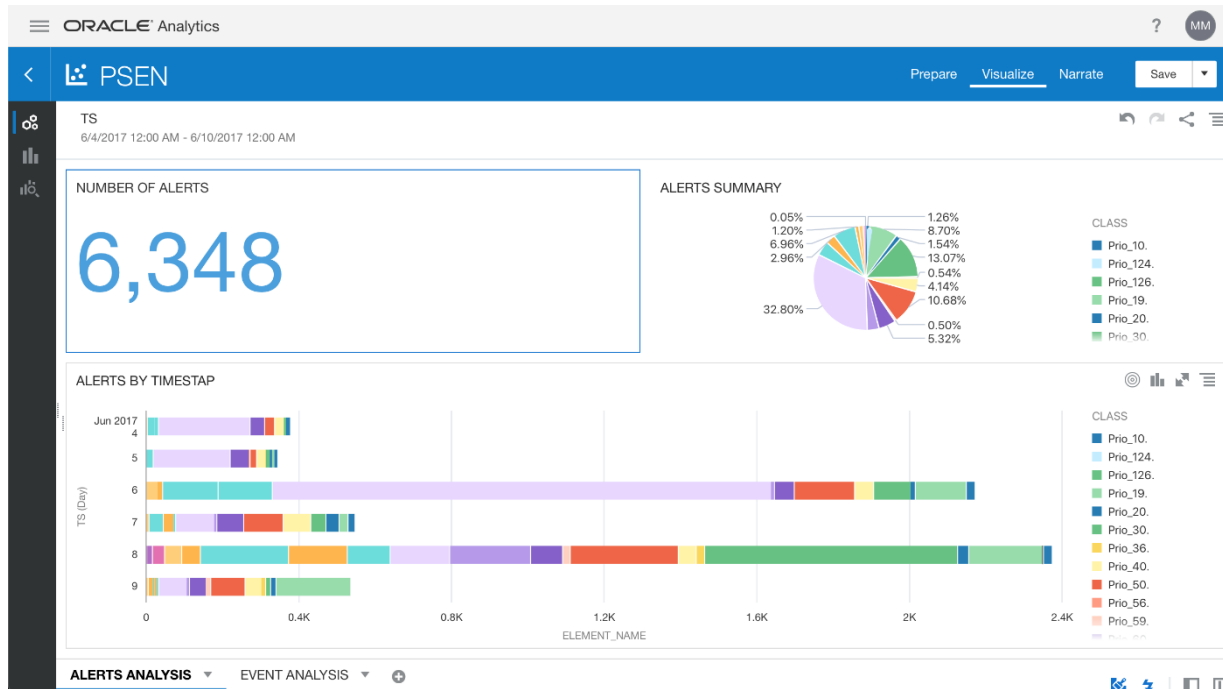 ORACLE Analytics
?
MM
PSEN
Prepare Visualize Narrate Save
TS
6/4/2017 12:00 AM - 6/10/2017 12:00 AM
NUMBER OF ALERTS
6,348
ALERTS SUMMARY
0.05%
1.20%
6.96%
2.96%
32.80%
1.26%
8.70%
1.54%
13.07%
0.54%
4.14%
10.68%
0.50%
5.32%
CLASS
Prio_10.
Prio_124.
Prio_126.
Prio_19.
Prio_20.
Prio_30.
ALERTS BY TIMESTAP
TS (Day)
Jun 2017
4
5
6
7
8
9
0 0.4K 0.8K 1.2K 1.6K 2K 2.4K
ELEMENT_NAME
CLASS
Prio_10.
Prio_124.
Prio_126.
Prio_19.
Prio_20.
Prio_30.
Prio_36.
Prio_40.
Prio_50.
Prio_56.
Prio_59.
ALERTS ANALYSIS EVENT ANALYSIS